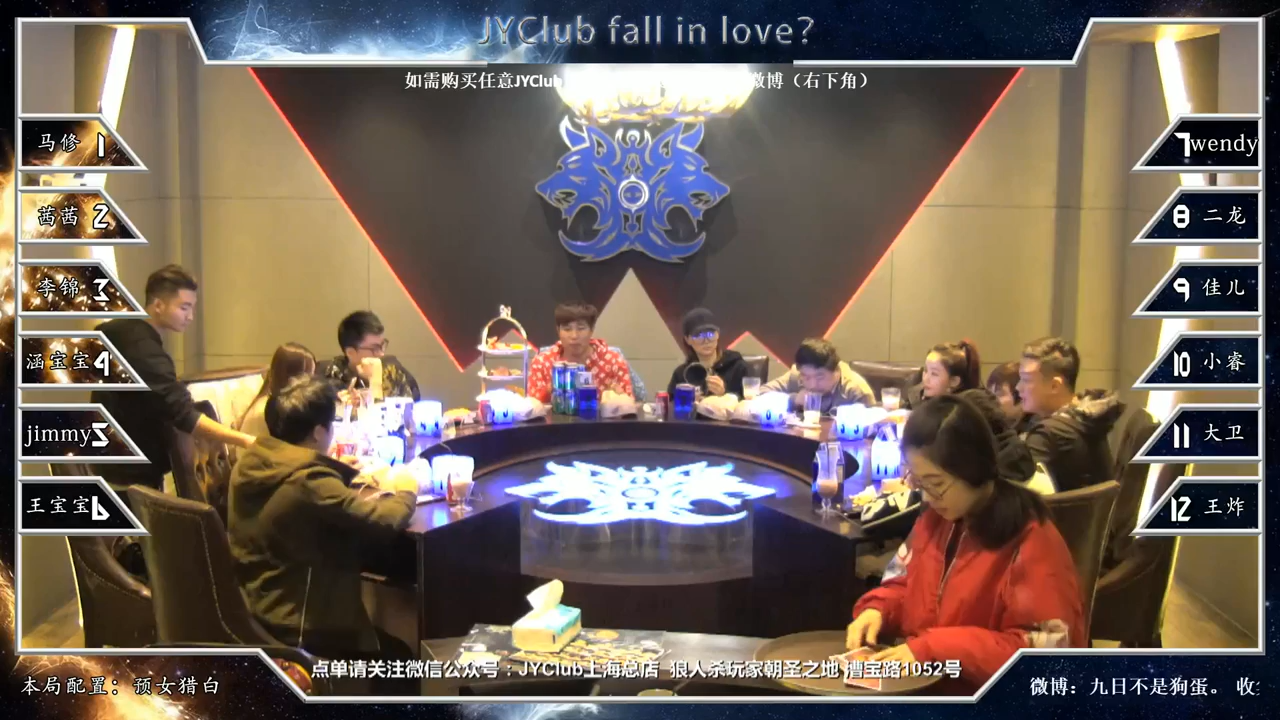 JYClub fall in love?
如需购买任意JYClub
微博（右下角）
马修 1
茜茜 2
李锦 3
涵宝宝 4
jimmy 5
王宝宝 6
7 wendy
8 二龙
9 佳儿
10 小睿
11 大卫
12 王炸
点单请关注微信公众号：JYClub上海总店 狼人杀玩家朝圣之地 漕宝路1052号
本局配置：预女猎白
微博：九日不是狗蛋。 收